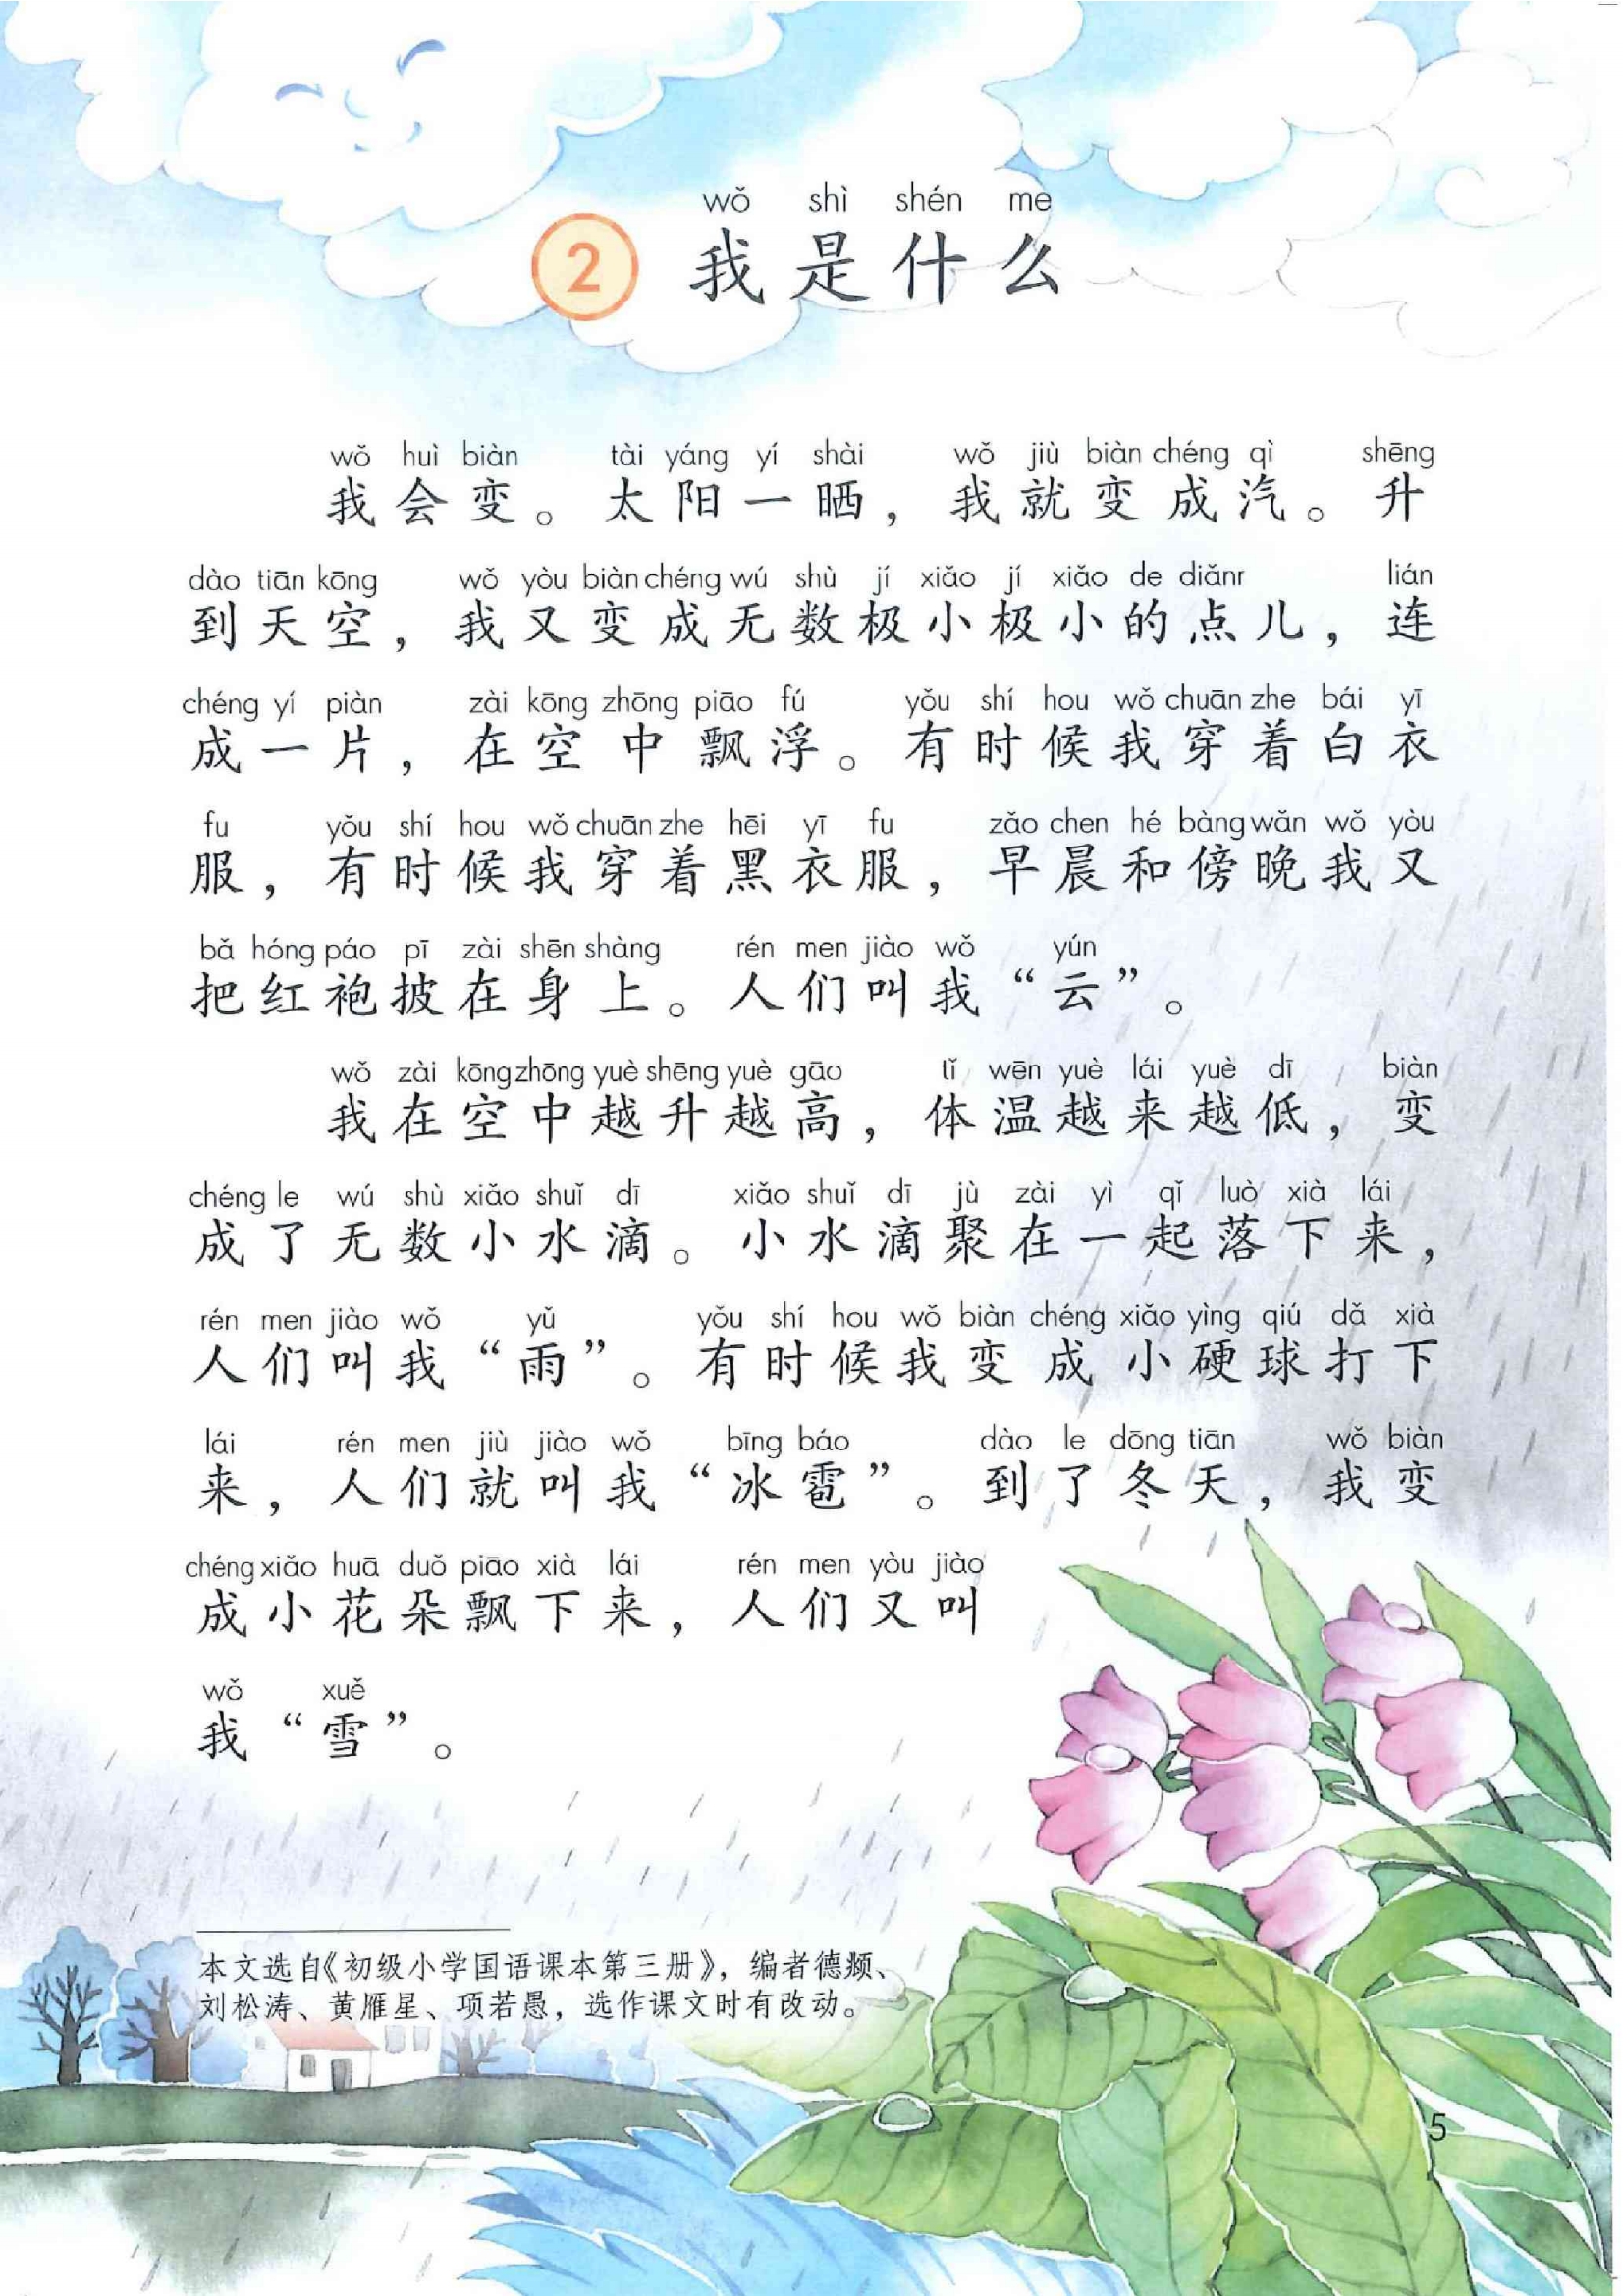 wǒ shì shén me
2 我是什么
wǒ huì biàn tài yáng yí shài wǒ jiù biàn chéng qì shēng
我会变。太阳一晒，我就变成汽。升
dào tiān kōng wǒ yòu biàn chéng wú shù jí xiǎo jí xiǎo de diǎnr lián
到天空，我又变成无数极小极小的点儿，连
chéng yí piàn zài kōng zhōng piāo fú yǒu shí hou wǒ chuān zhe bái yī
成一片，在空中飘浮。有时候我穿着白衣
fu yǒu shí hou wǒ chuān zhe hēi yī fu zǎo chen hé bàng wǎn wǒ yòu
服，有时候我穿着黑衣服，早晨和傍晚我又
bǎ hóng páo pī zài shēn shàng rén men jiào wǒ yún
把红袍披在身上。人们叫我“云”。
wǒ zài kōng zhōng yuè shēng yuè gāo tǐ wēn yuè lái yuè dī biàn
我在空中越升越高，体温越来越低，变
chéng le wú shù xiǎo shuǐ dī xiǎo shuǐ dī jù zài yì qǐ luò xià lái
成了无数小水滴。小水滴聚在一起落下来，
rén men jiào wǒ yǔ yǒu shí hou wǒ biàn chéng xiǎo yìng qiú dǎ xià
人们叫我“雨”。有时候我变成小硬球打下
lái rén men jiù jiào wǒ bīng báo dào le dōng tiān wǒ biàn
来，人们就叫我“冰雹”。到了冬天，我变
chéng xiǎo huā duǒ piāo xià lái rén men yòu jiào
成小花朵飘下来，人们又叫
wǒ xuě
我“雪”。
本文选自《初级小学国语课本第三册》，编者德颎、
刘松涛、黄雁星、项若愚，选作课文时有改动。
5